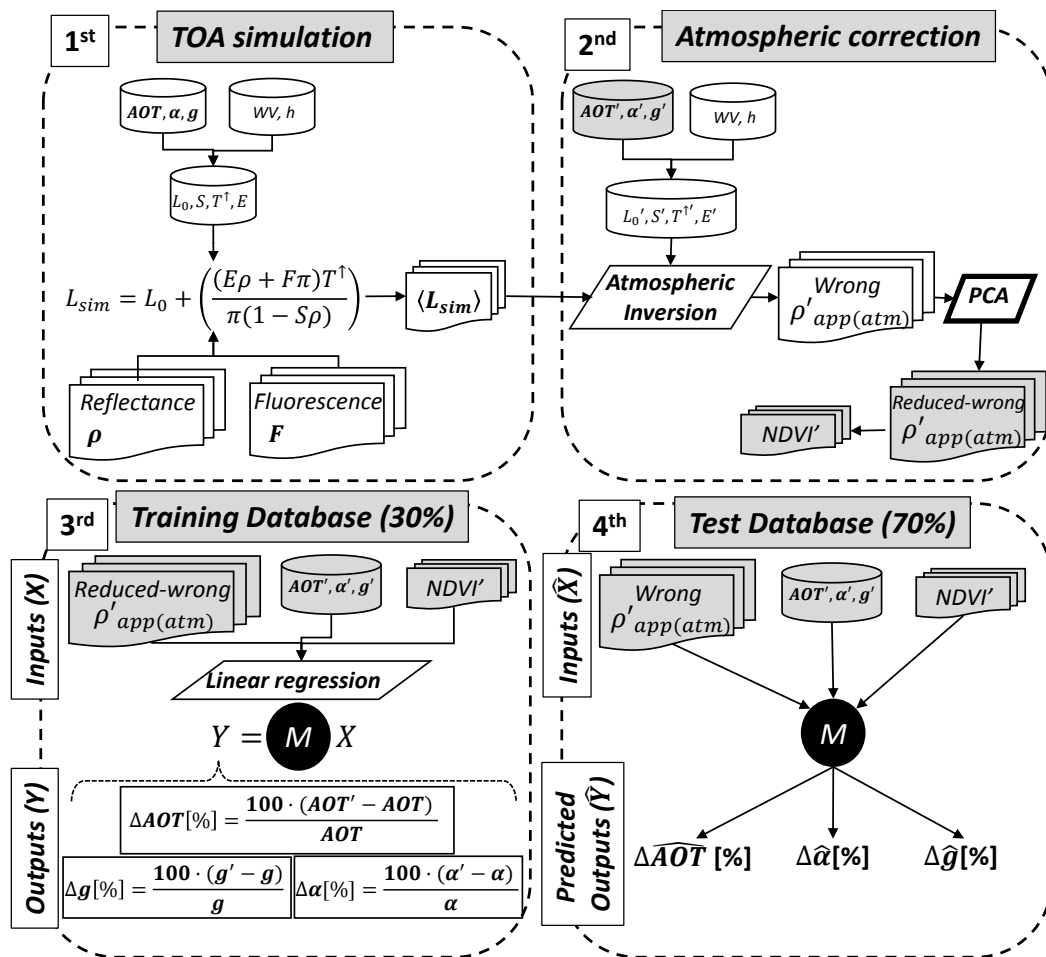 1st
TOA simulation
AOT, α, g
WV, h
L₀, S, T↑, E
L_sim = L₀ + ( (Eρ + Fπ)T↑ / π(1 − Sρ) )
⟨L_sim⟩
Reflectance
ρ
Fluorescence
F
2nd
Atmospheric correction
AOT′, α′, g′
WV, h
L₀′, S′, T↑′, E′
Atmospheric
Inversion
Wrong
ρ′app(atm)
PCA
Reduced-wrong
ρ′app(atm)
NDVI′
3rd
Training Database (30%)
Inputs (X)
Reduced-wrong
ρ′app(atm)
AOT′, α′, g′
NDVI′
Linear regression
Y = M X
Outputs (Y)
ΔAOT[%] = 100 · (AOT′ − AOT) / AOT
Δg[%] = 100 · (g′ − g) / g
Δα[%] = 100 · (α′ − α) / α
4th
Test Database (70%)
Inputs (X̂)
Wrong
ρ′app(atm)
AOT′, α′, g′
NDVI′
M
Predicted
Outputs (Ŷ)
ΔAOT̂ [%]
Δα̂[%]
Δĝ[%]